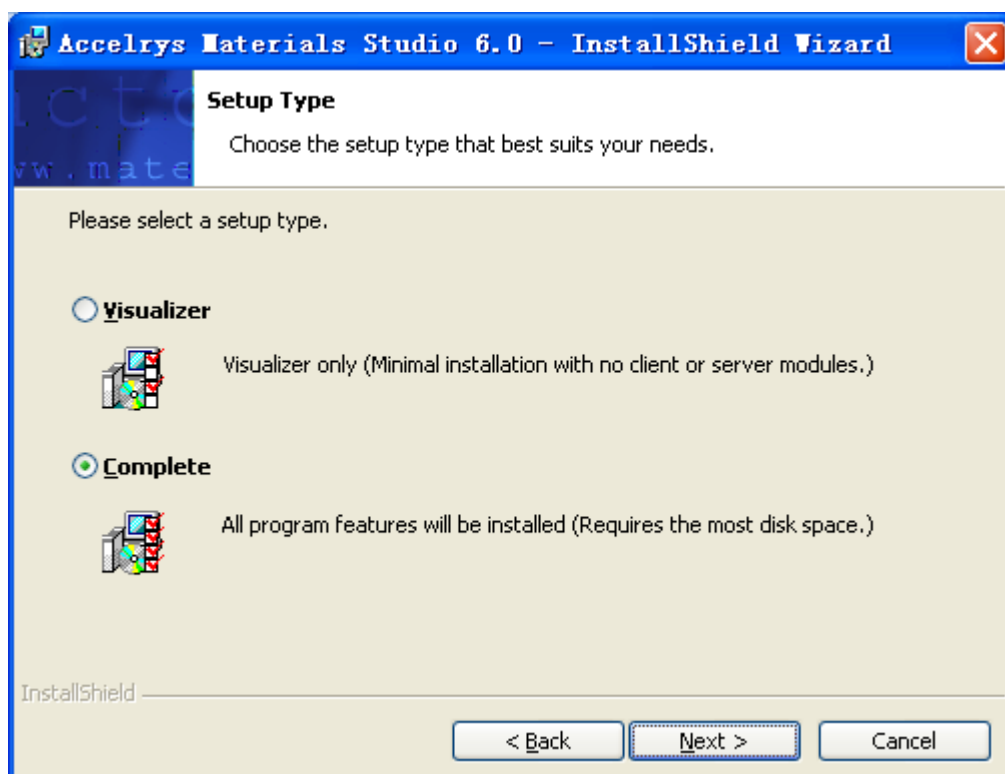 Accelrys Materials Studio 6.0 - InstallShield Wizard
Setup Type
Choose the setup type that best suits your needs.
ww.mate
Please select a setup type.
Visualizer
Visualizer only (Minimal installation with no client or server modules.)
Complete
All program features will be installed (Requires the most disk space.)
InstallShield
< Back
Next >
Cancel